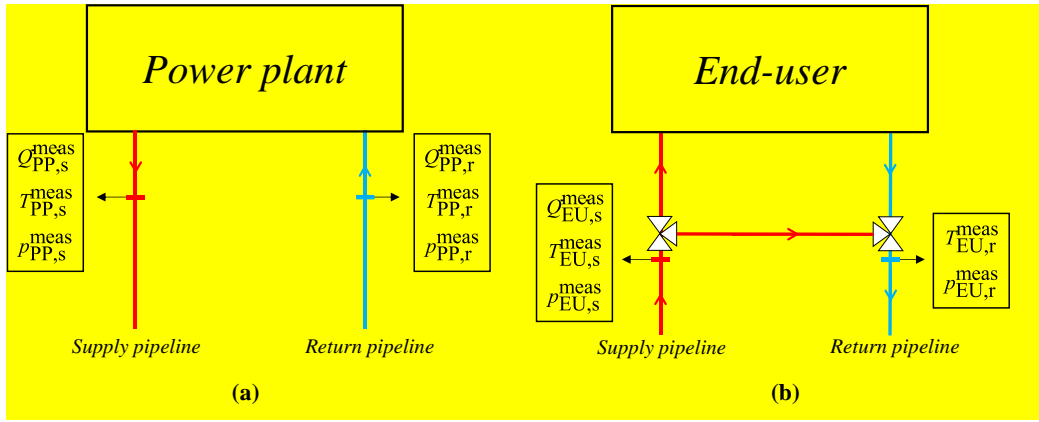 Power plant
End-user
Q^meas_PP,s
T^meas_PP,s
p^meas_PP,s
Q^meas_PP,r
T^meas_PP,r
p^meas_PP,r
Q^meas_EU,s
T^meas_EU,s
p^meas_EU,s
T^meas_EU,r
p^meas_EU,r
Supply pipeline
Return pipeline
Supply pipeline
Return pipeline
(a)
(b)